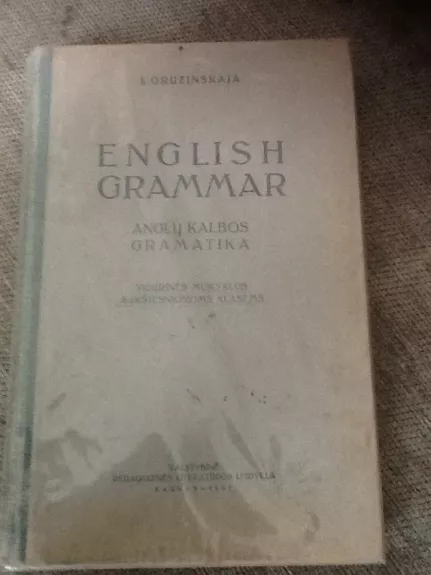 I. GRUZINSKAJA
ENGLISH
GRAMMAR
ANGLŲ KALBOS
GRAMATIKA
VIDURINĖS MOKYKLOS
AUKŠTESNIOSIOMS KLASĖMS
VALSTYBINĖ
PEDAGOGINĖS LITERATŪROS LEIDYKLA